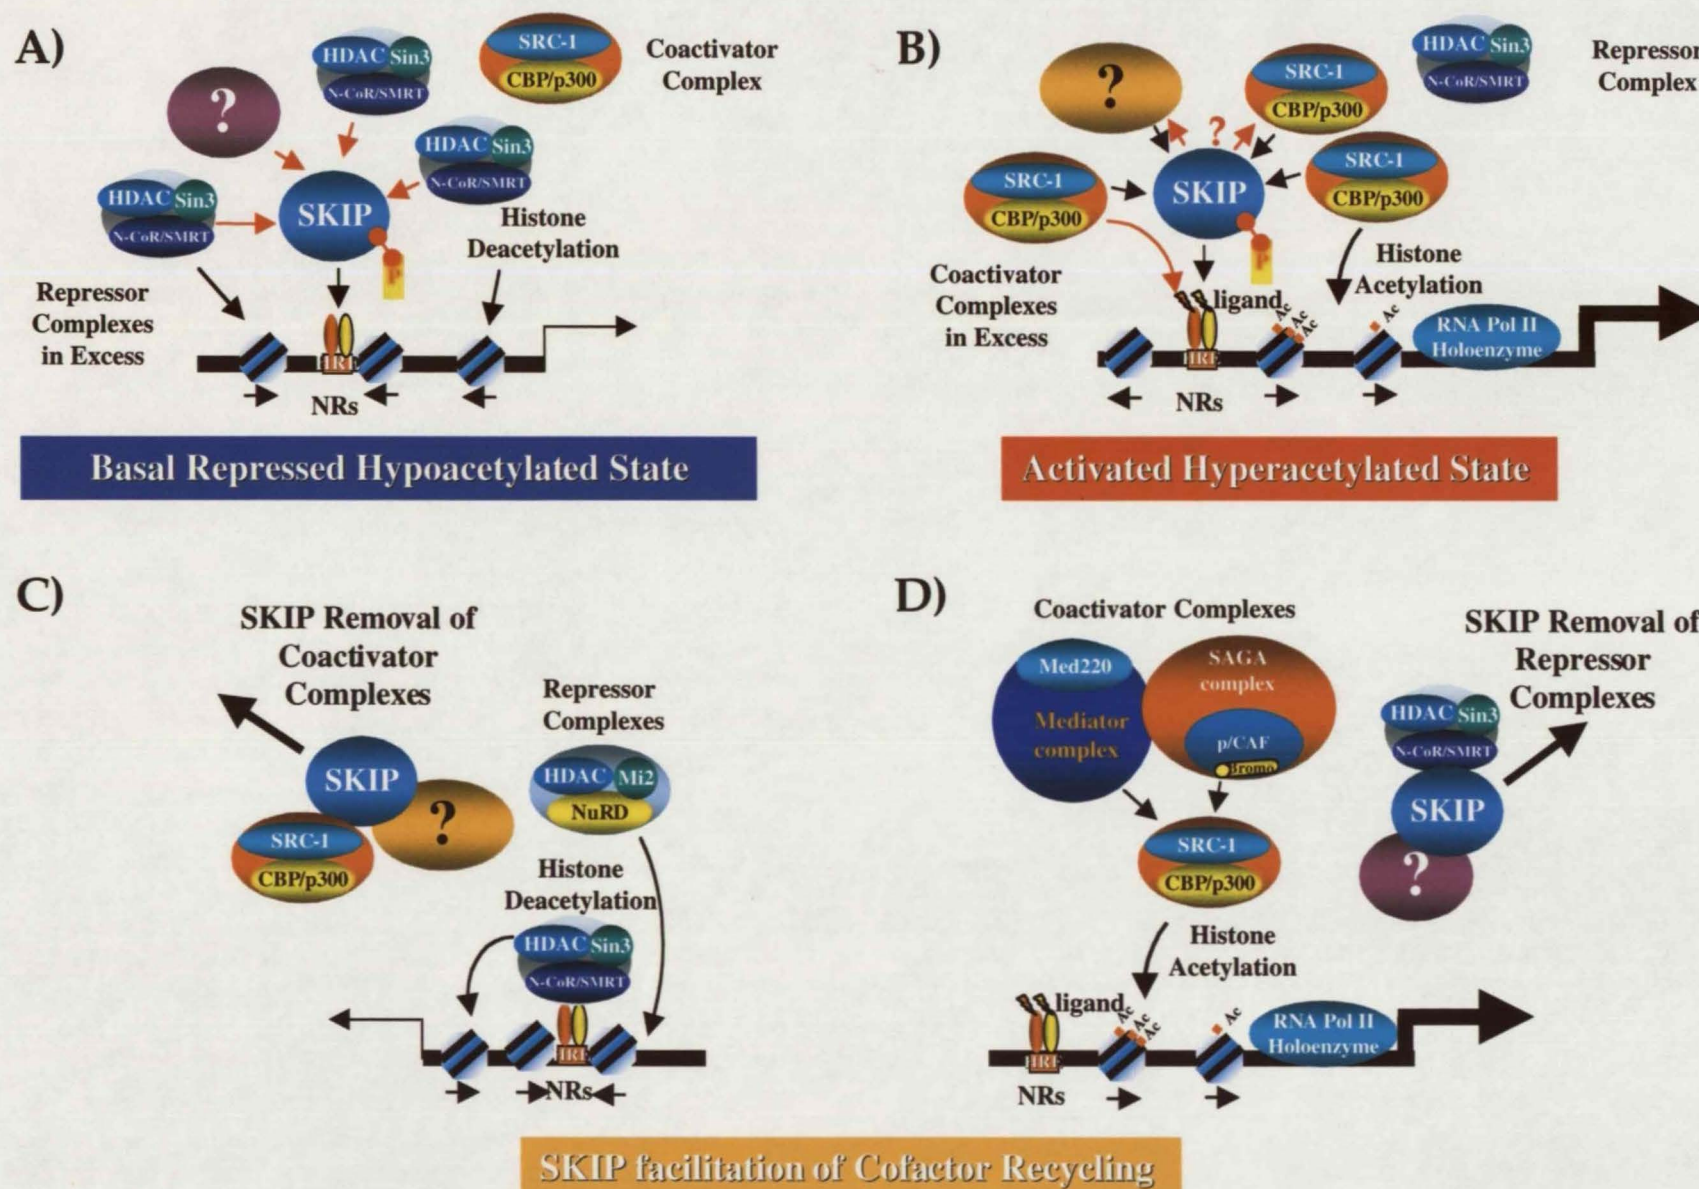 A)
HDAC Sin3
N-CoR/SMRT
SRC-1
CBP/p300
Coactivator
Complex
?
HDAC Sin3
N-CoR/SMRT
HDAC Sin3
N-CoR/SMRT
SKIP
P
Histone
Deacetylation
Repressor
Complexes
in Excess
HRE
NRs
Basal Repressed Hypoacetylated State
B)
?
?
SRC-1
CBP/p300
HDAC Sin3
N-CoR/SMRT
Repressor
Complex
SRC-1
CBP/p300
SKIP
SRC-1
CBP/p300
P
Coactivator
Complexes
in Excess
Histone
Acetylation
ligand
Ac
Ac
Ac
Ac
RNA Pol II
Holoenzyme
HRE
NRs
Activated Hyperacetylated State
C)
SKIP Removal of
Coactivator
Complexes
Repressor
Complexes
SKIP
?
SRC-1
CBP/p300
HDAC Mi2
NuRD
Histone
Deacetylation
HDAC Sin3
N-CoR/SMRT
HRE
NRs
D)
Coactivator Complexes
Med220
Mediator
complex
SAGA
complex
p/CAF
Bromo
SKIP Removal of
Repressor
Complexes
HDAC Sin3
N-CoR/SMRT
SKIP
?
SRC-1
CBP/p300
Histone
Acetylation
ligand
Ac
Ac
Ac
Ac
RNA Pol II
Holoenzyme
HRE
NRs
SKIP facilitation of Cofactor Recycling